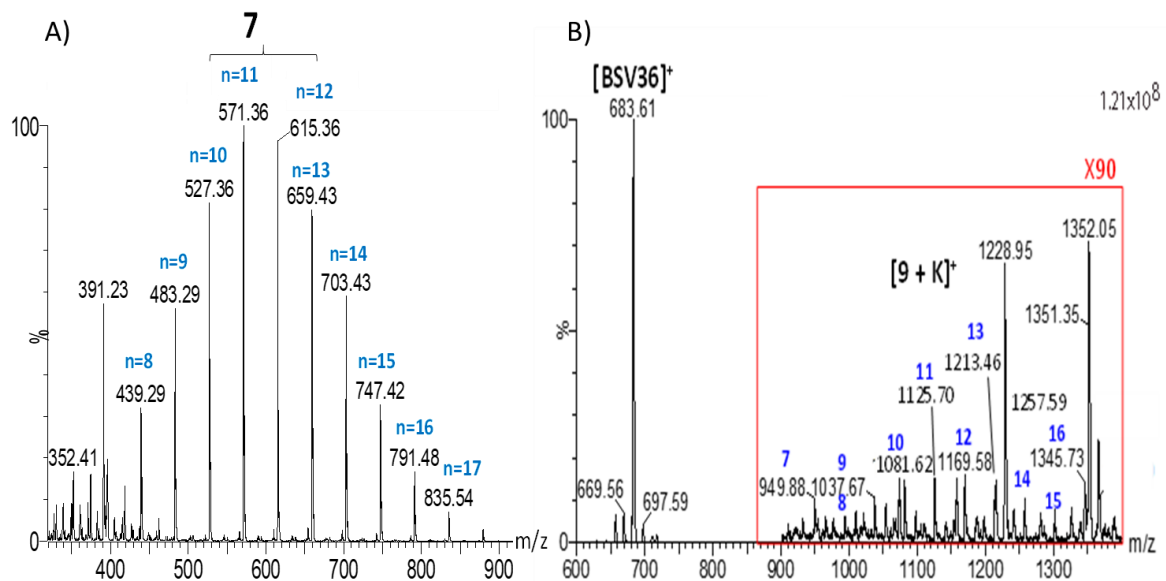 A)
7
n=11
571.36
n=12
615.36
100
n=10
527.36
n=13
659.43
n=14
703.43
n=9
483.29
391.23
n=8
439.29
n=15
747.42
n=16
791.48
n=17
835.54
352.41
%
0
m/z
300 400 500 600 700 800 900
B)
[BSV36]+
683.61
1.21x10⁸
100
X90
1352.05
1228.95
[9 + K]+
1351.35
13
1213.46
11
1125.70
1257.59
10
1081.62
12
1169.58
16
1345.73
7
949.88
9
1037.67
8
14
15
669.56
697.59
%
0
m/z
600 700 800 900 1000 1100 1200 1300